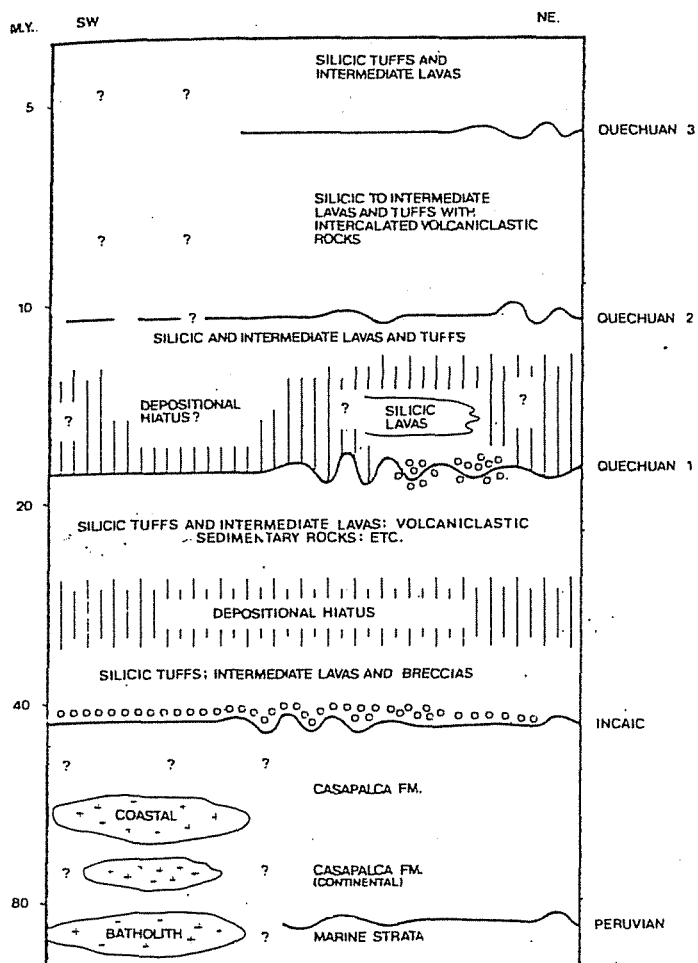 M.Y.
SW
NE.
SILICIC TUFFS AND
INTERMEDIATE LAVAS
?
?
5
QUECHUAN 3
SILICIC TO INTERMEDIATE
LAVAS AND TUFFS WITH
INTERCALATED VOLCANICLASTIC
ROCKS
?
?
10
?
QUECHUAN 2
SILICIC AND INTERMEDIATE LAVAS AND TUFFS
DEPOSITIONAL
HIATUS ?
?
?
SILICIC
LAVAS
?
QUECHUAN 1
20
SILICIC TUFFS AND INTERMEDIATE LAVAS: VOLCANICLASTIC
SEDIMENTARY ROCKS: ETC.
DEPOSITIONAL HIATUS
SILICIC TUFFS; INTERMEDIATE LAVAS AND BRECCIAS
40
INCAIC
?
?
?
CASAPALCA FM.
COASTAL
?
?
CASAPALCA FM.
(CONTINENTAL)
80
PERUVIAN
BATHOLITH
?
MARINE STRATA